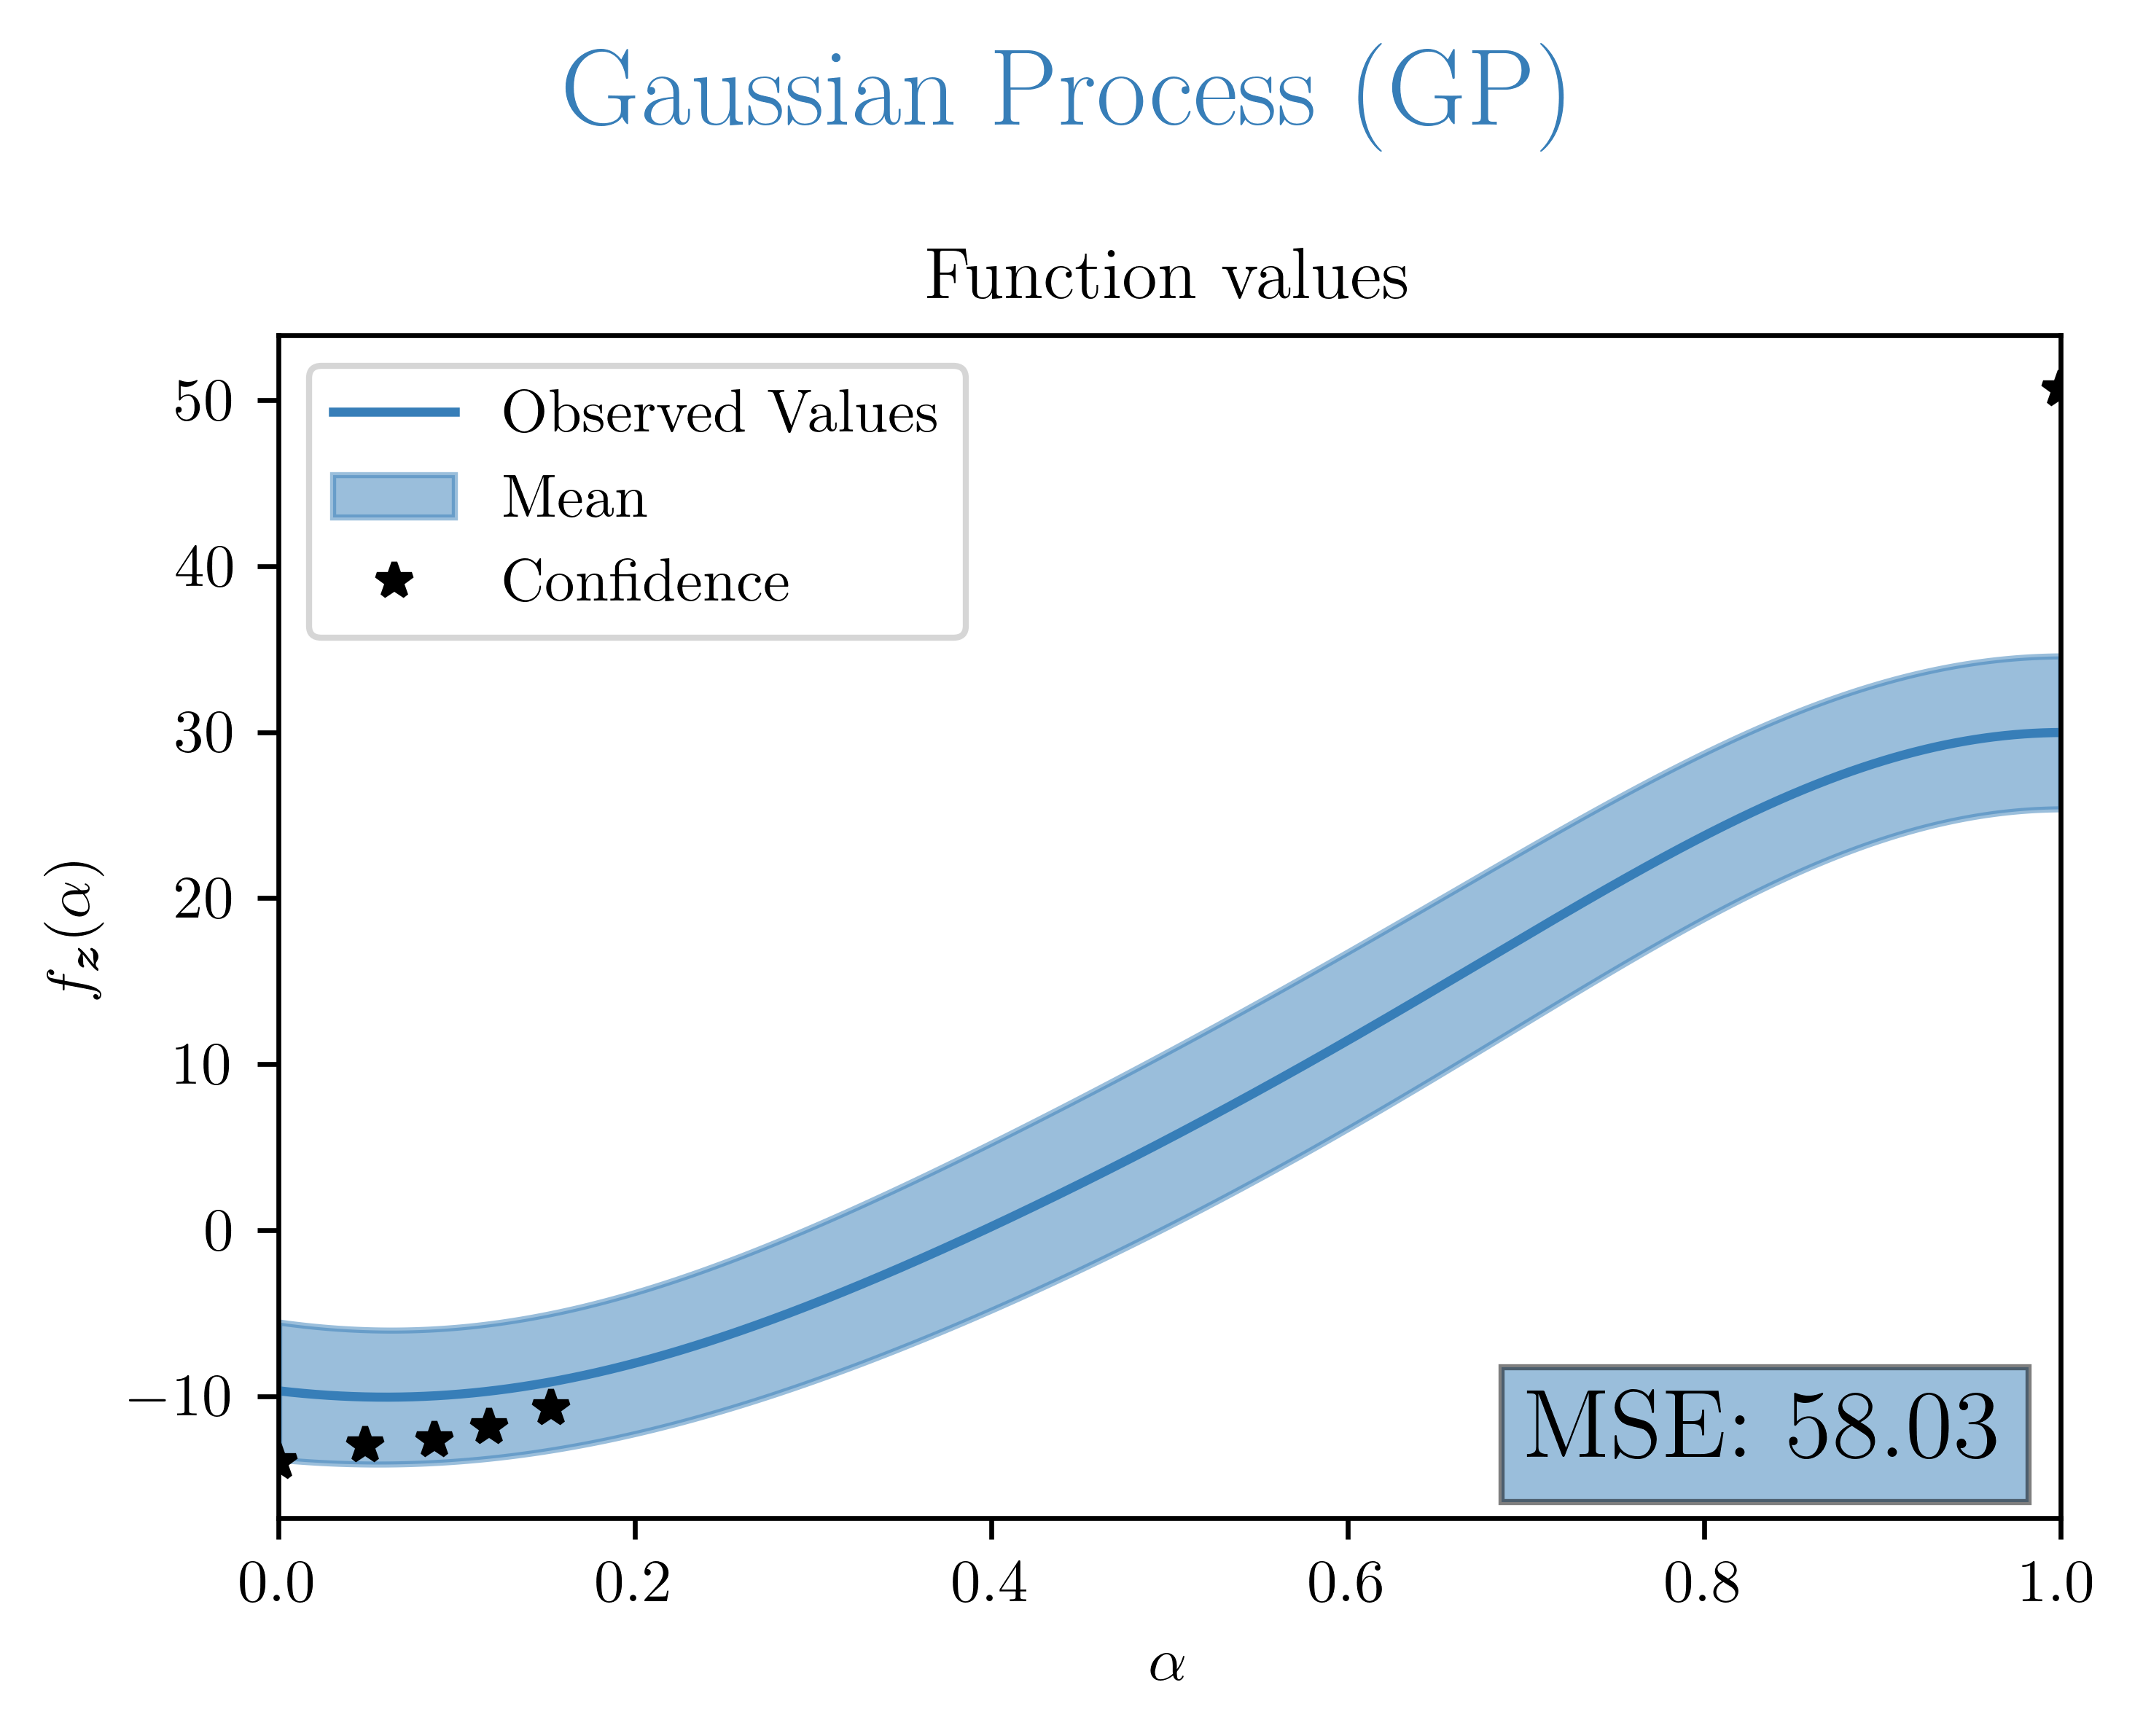 Gaussian Process (GP)
Function values
Observed Values
Mean
Confidence
50
40
30
20
10
0
−10
f_z(α)
MSE: 58.03
0.0 0.2 0.4 0.6 0.8 1.0
α